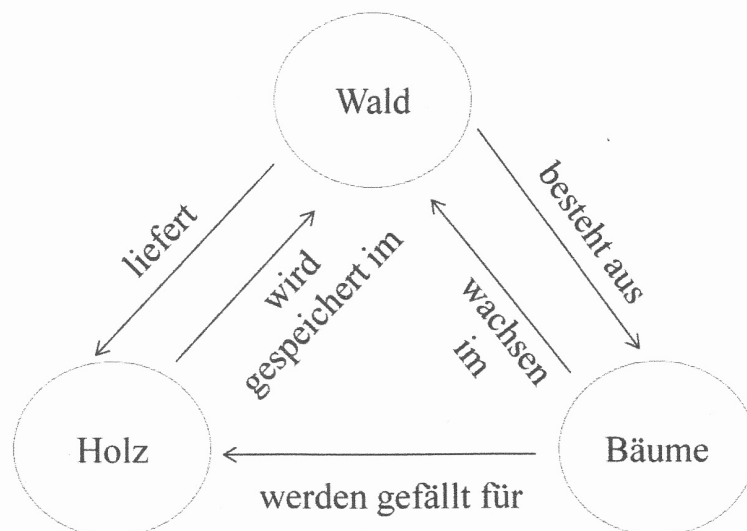 Wald
liefert
wird
gespeichert im
wachsen
im
besteht aus
Holz
Bäume
werden gefällt für